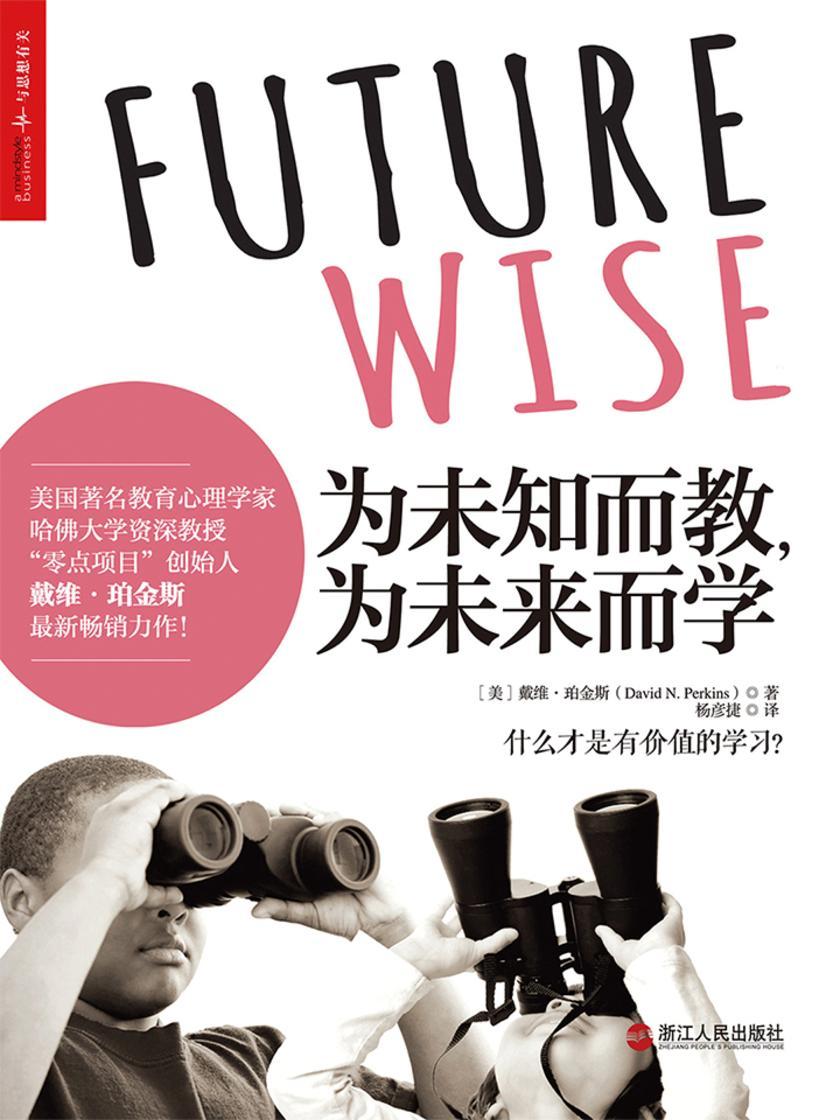 a mindstyle business 与思想有关
FUTURE
WISE
美国著名教育心理学家
哈佛大学资深教授
“零点项目”创始人
戴维·珀金斯
最新畅销力作！
为未知而教，
为未来而学
［美］戴维·珀金斯（David N. Perkins）◎ 著
杨彦捷 ◎ 译
什么才是有价值的学习？
浙江人民出版社
ZHEJIANG PEOPLE'S PUBLISHING HOUSE